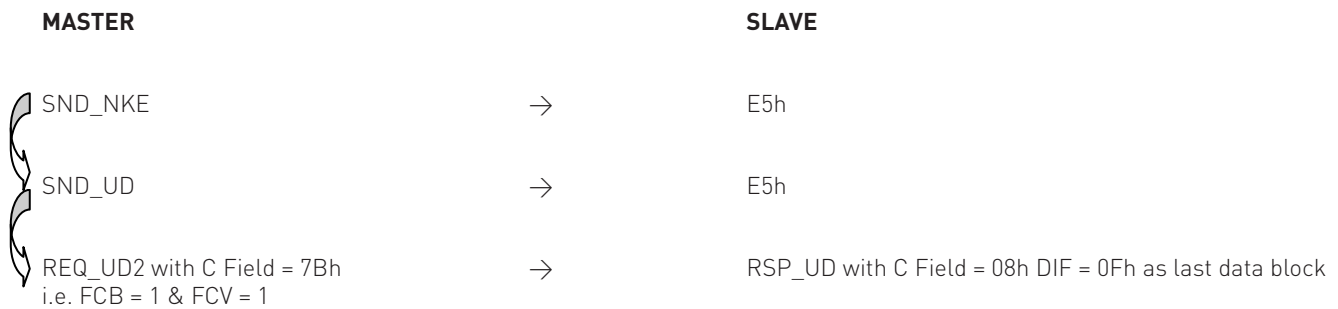 MASTER SLAVE
SND_NKE → E5h
SND_UD → E5h
REQ_UD2 with C Field = 7Bh → RSP_UD with C Field = 08h DIF = 0Fh as last data block
i.e. FCB = 1 & FCV = 1